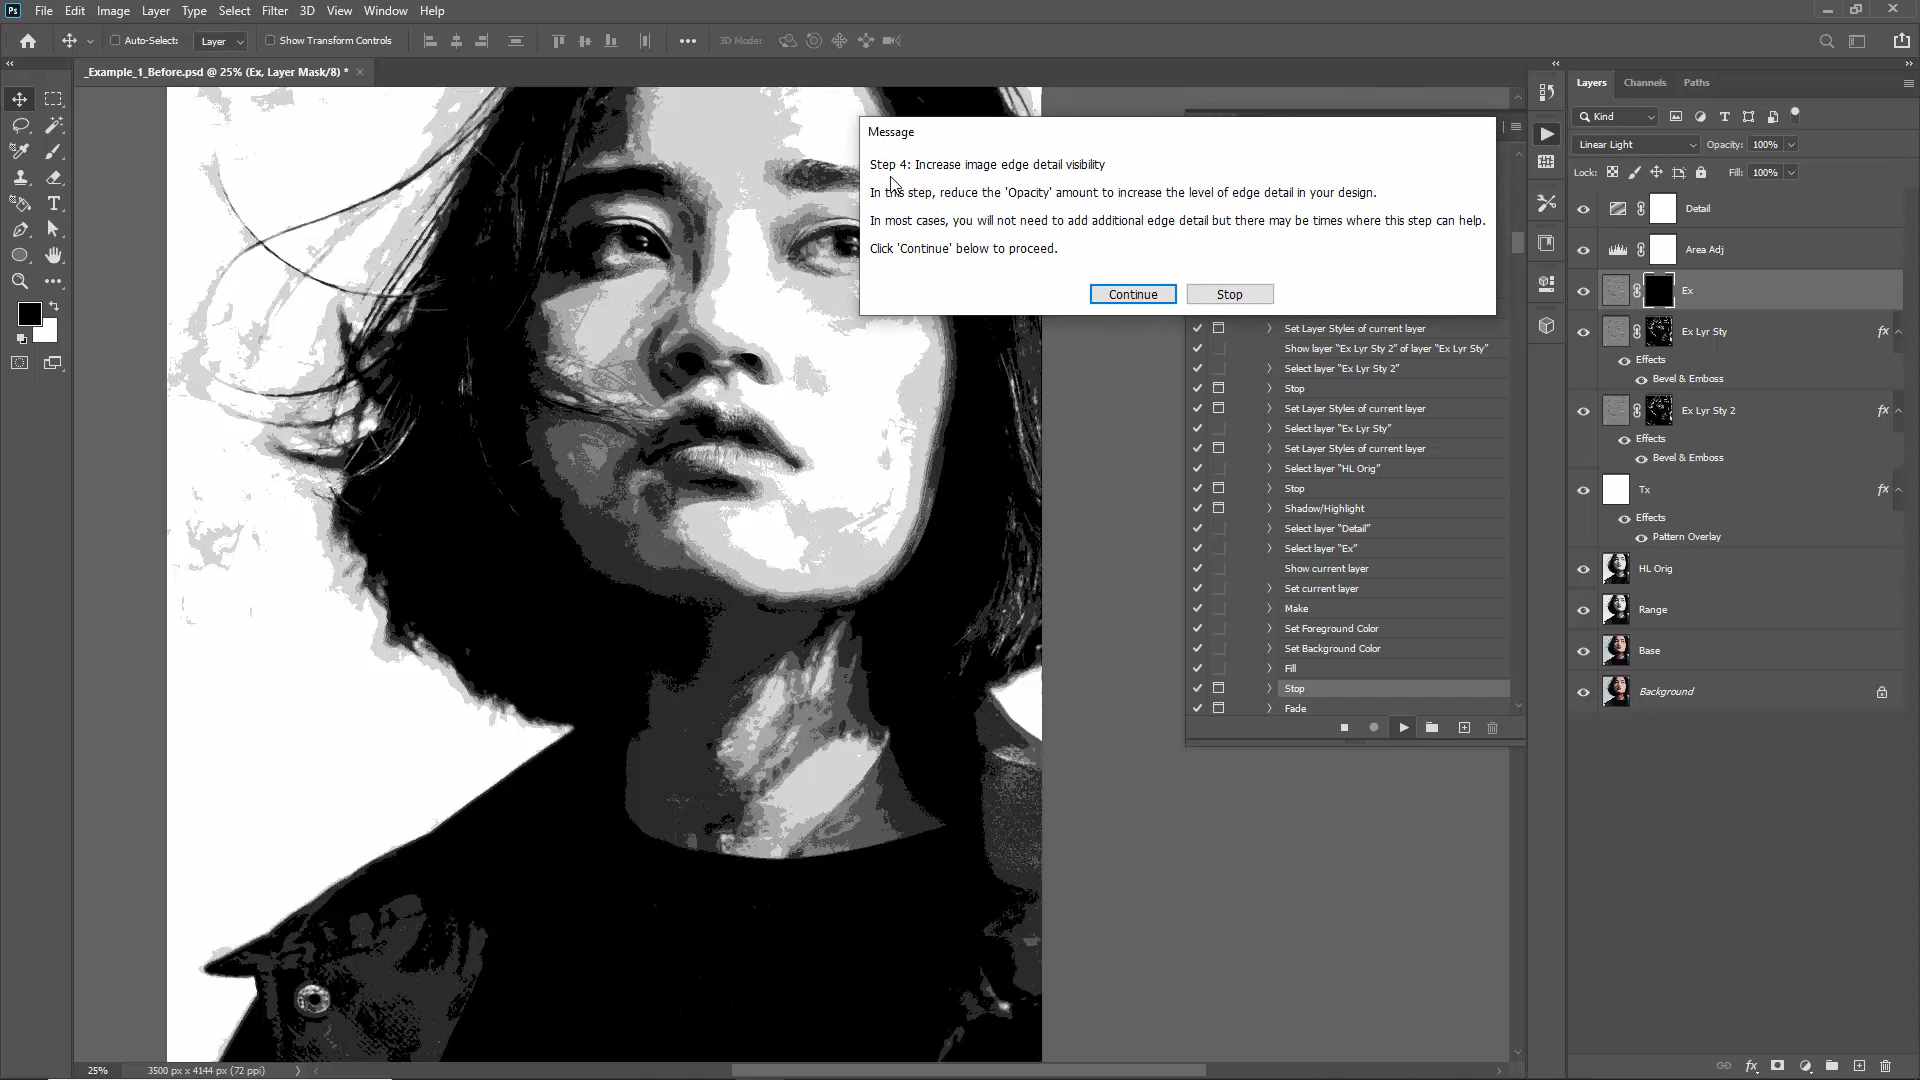 Ps File Edit Image Layer Type Select Filter 3D View Window Help
Auto-Select: Layer Show Transform Controls 3D Mode:
_Example_1_Before.psd @ 25% (Ex, Layer Mask/8) *
Message
Step 4: Increase image edge detail visibility
In this step, reduce the 'Opacity' amount to increase the level of edge detail in your design.
In most cases, you will not need to add additional edge detail but there may be times where this step can help.
Click 'Continue' below to proceed.
Continue Stop
Set Layer Styles of current layer
Show layer “Ex Lyr Sty 2” of layer “Ex Lyr Sty”
Select layer “Ex Lyr Sty 2”
Stop
Set Layer Styles of current layer
Select layer “Ex Lyr Sty”
Set Layer Styles of current layer
Select layer “HL Orig”
Stop
Shadow/Highlight
Select layer “Detail”
Select layer “Ex”
Show current layer
Set current layer
Make
Set Foreground Color
Set Background Color
Fill
Stop
Fade
Layers Channels Paths
Kind
Linear Light Opacity: 100%
Lock: Fill: 100%
Detail
Area Adj
Ex
Ex Lyr Sty fx
Effects
Bevel & Emboss
Ex Lyr Sty 2 fx
Effects
Bevel & Emboss
Tx fx
Effects
Pattern Overlay
HL Orig
Range
Base
Background
25% 3500 px x 4144 px (72 ppi)
fx